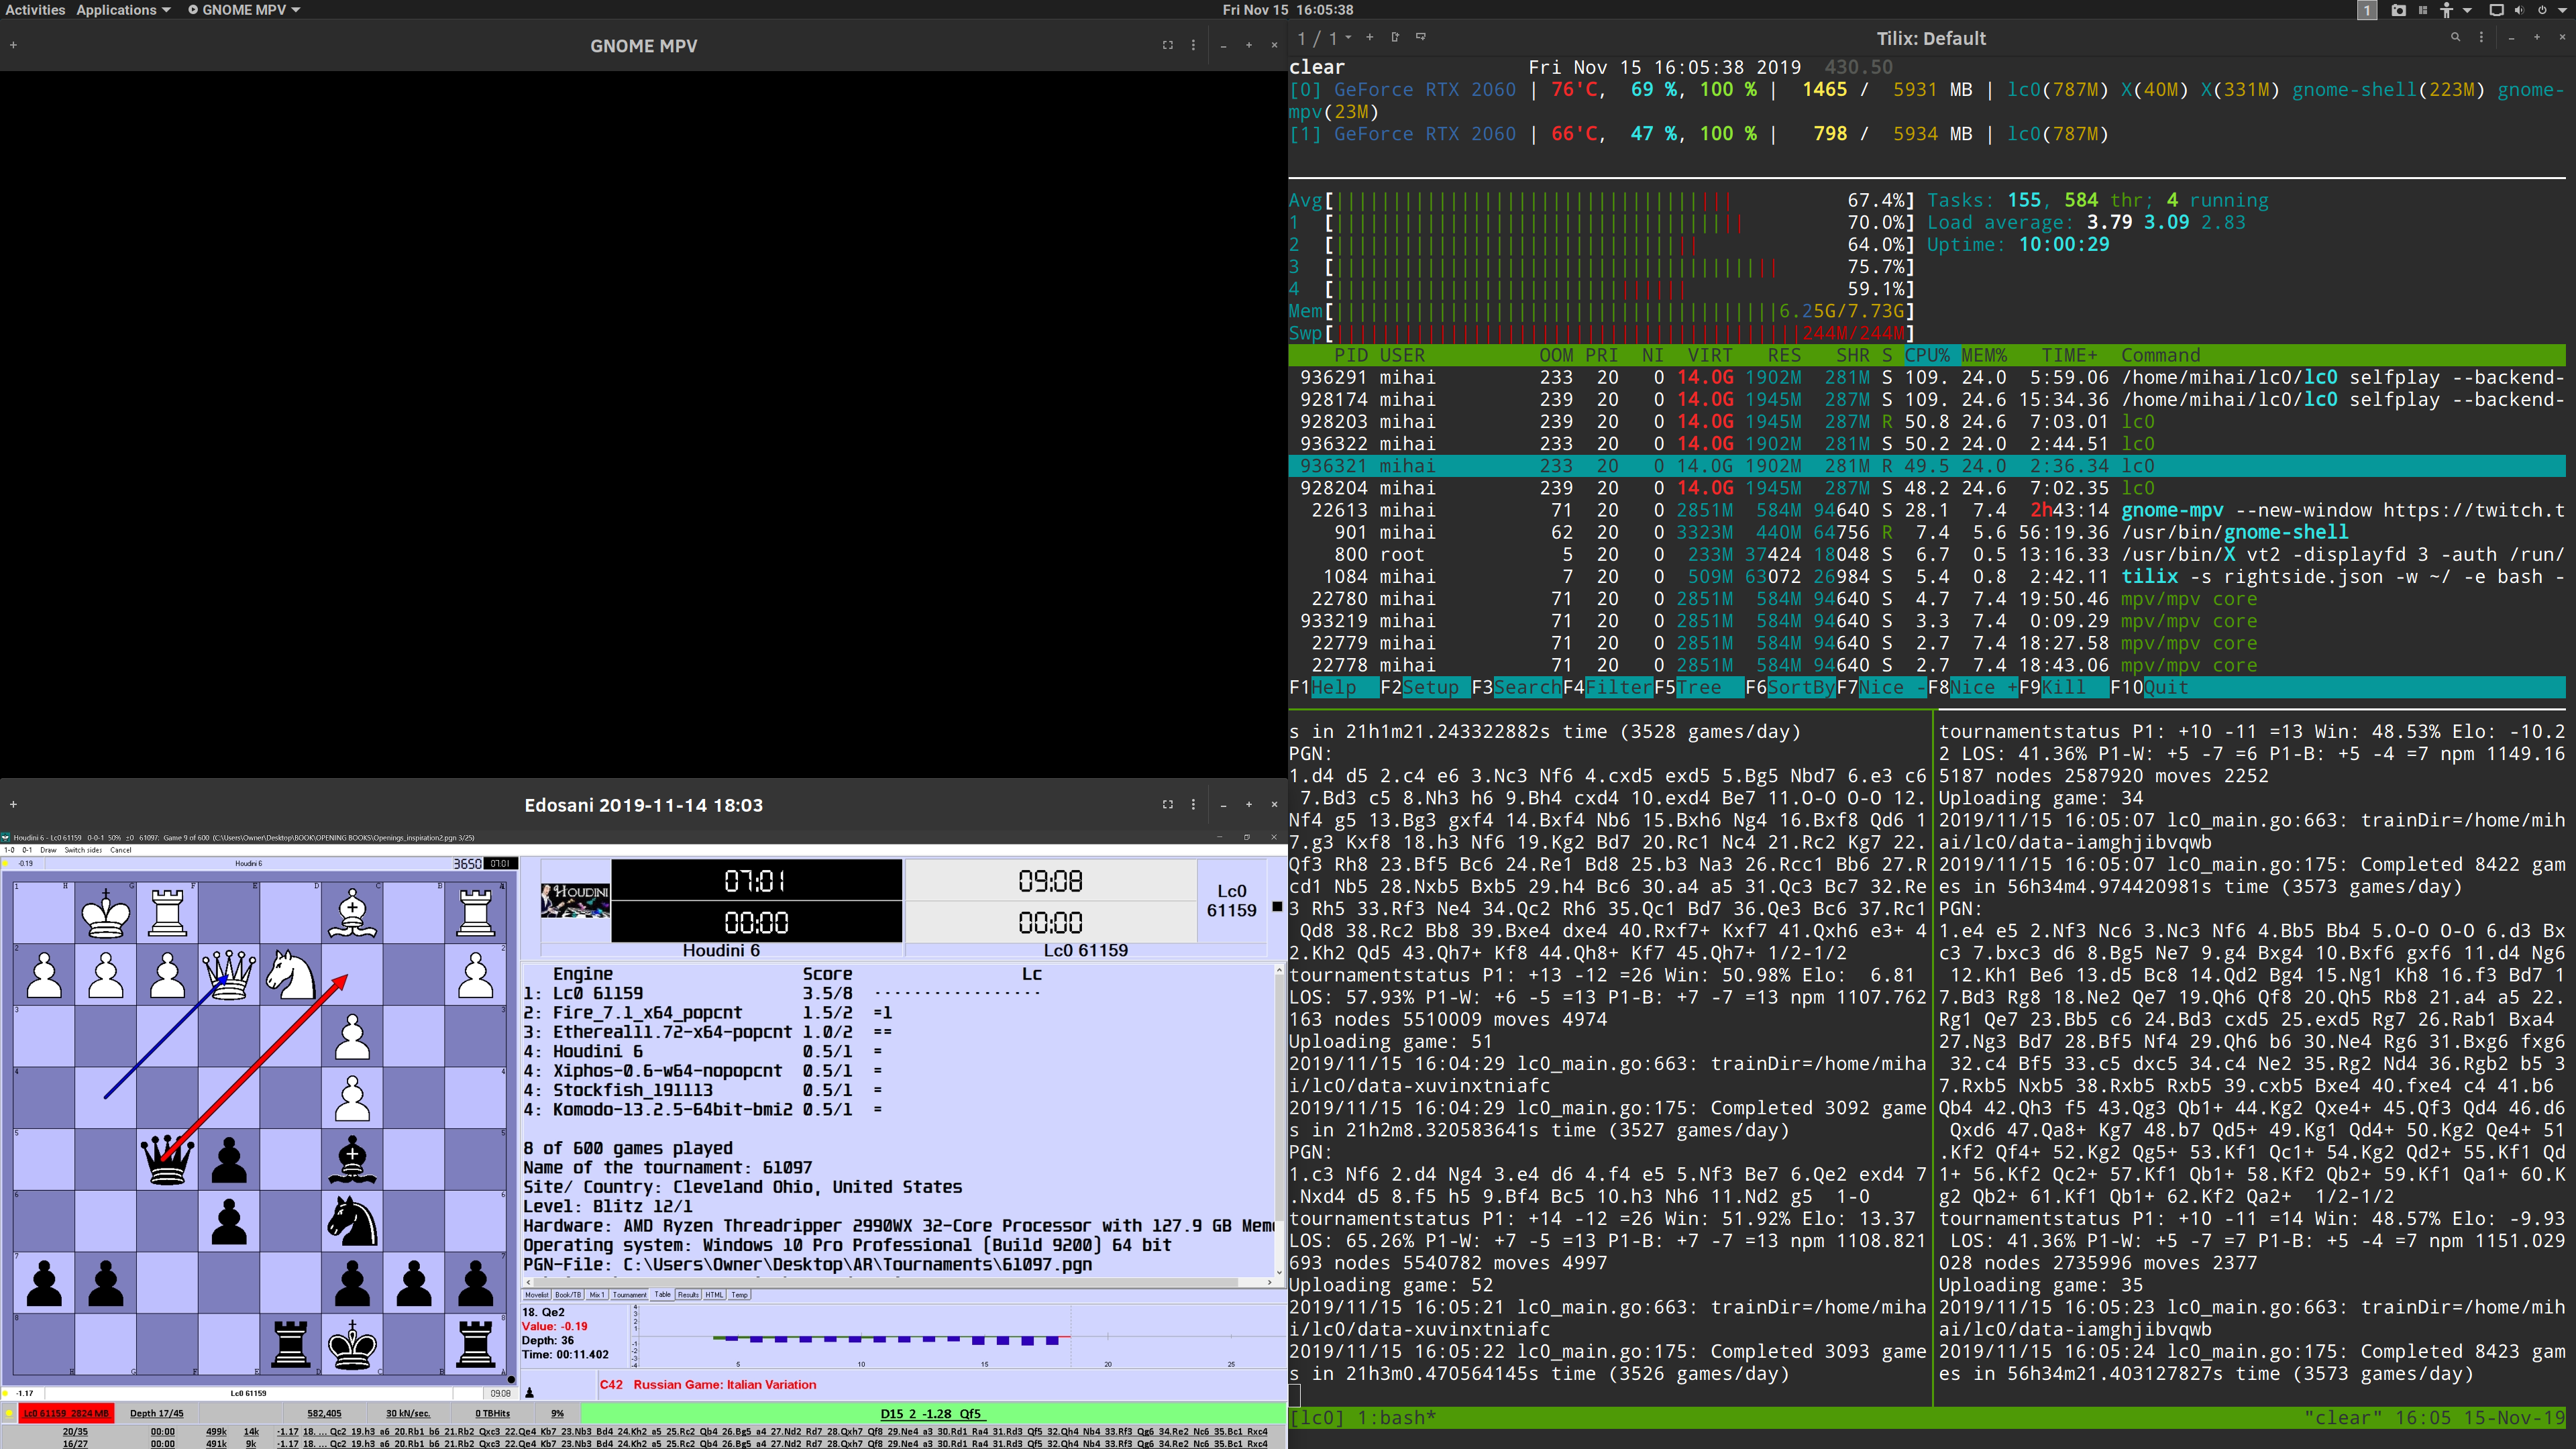 Activities Applications GNOME MPV Fri Nov 15 16:05:38 1
GNOME MPV
1 / 1 Tilix: Default
clear Fri Nov 15 16:05:38 2019 430.50
[0] GeForce RTX 2060 | 76'C, 69 %, 100 % | 1465 / 5931 MB | lc0(787M) X(40M) X(331M) gnome-shell(223M) gnome-
mpv(23M)
[1] GeForce RTX 2060 | 66'C, 47 %, 100 % | 798 / 5934 MB | lc0(787M)
Avg[ 67.4%] Tasks: 155, 584 thr; 4 running
1 [ 70.0%] Load average: 3.79 3.09 2.83
2 [ 64.0%] Uptime: 10:00:29
3 [ 75.7%]
4 [ 59.1%]
Mem[ 6.25G/7.73G]
Swp[ 244M/244M]
PID USER OOM PRI NI VIRT RES SHR S CPU% MEM% TIME+ Command
936291 mihai 233 20 0 14.0G 1902M 281M S 109. 24.0 5:59.06 /home/mihai/lc0/lc0 selfplay --backend-
928174 mihai 239 20 0 14.0G 1945M 287M S 109. 24.6 15:34.36 /home/mihai/lc0/lc0 selfplay --backend-
928203 mihai 239 20 0 14.0G 1945M 287M R 50.8 24.6 7:03.01 lc0
936322 mihai 233 20 0 14.0G 1902M 281M S 50.2 24.0 2:44.51 lc0
936321 mihai 233 20 0 14.0G 1902M 281M R 49.5 24.0 2:36.34 lc0
928204 mihai 239 20 0 14.0G 1945M 287M S 48.2 24.6 7:02.35 lc0
22613 mihai 71 20 0 2851M 584M 94640 S 28.1 7.4 2h43:14 gnome-mpv --new-window https://twitch.t
901 mihai 62 20 0 3323M 440M 64756 R 7.4 5.6 56:19.36 /usr/bin/gnome-shell
800 root 5 20 0 233M 37424 18048 S 6.7 0.5 13:16.33 /usr/bin/X vt2 -displayfd 3 -auth /run/
1084 mihai 7 20 0 509M 63072 26984 S 5.4 0.8 2:42.11 tilix -s rightside.json -w ~/ -e bash -
22780 mihai 71 20 0 2851M 584M 94640 S 4.7 7.4 19:50.46 mpv/mpv core
933219 mihai 71 20 0 2851M 584M 94640 S 3.3 7.4 0:09.29 mpv/mpv core
22779 mihai 71 20 0 2851M 584M 94640 S 2.7 7.4 18:27.58 mpv/mpv core
22778 mihai 71 20 0 2851M 584M 94640 S 2.7 7.4 18:43.06 mpv/mpv core
F1Help F2Setup F3SearchF4FilterF5Tree F6SortByF7Nice -F8Nice +F9Kill F10Quit
s in 21h1m21.243322882s time (3528 games/day)
PGN:
1.d4 d5 2.c4 e6 3.Nc3 Nf6 4.cxd5 exd5 5.Bg5 Nbd7 6.e3 c6
7.Bd3 c5 8.Nh3 h6 9.Bh4 cxd4 10.exd4 Be7 11.O-O O-O 12.
Nf4 g5 13.Bg3 gxf4 14.Bxf4 Nb6 15.Bxh6 Ng4 16.Bxf8 Qd6 1
7.g3 Kxf8 18.h3 Nf6 19.Kg2 Bd7 20.Rc1 Nc4 21.Rc2 Kg7 22.
Qf3 Rh8 23.Bf5 Bc6 24.Re1 Bd8 25.b3 Na3 26.Rcc1 Bb6 27.R
cd1 Nb5 28.Nxb5 Bxb5 29.h4 Bc6 30.a4 a5 31.Qc3 Bc7 32.Re
3 Rh5 33.Rf3 Ne4 34.Qc2 Rh6 35.Qc1 Bd7 36.Qe3 Bc6 37.Rc1
Qd8 38.Rc2 Bb8 39.Bxe4 dxe4 40.Rxf7+ Kxf7 41.Qxh6 e3+ 4
2.Kh2 Qd5 43.Qh7+ Kf8 44.Qh8+ Kf7 45.Qh7+ 1/2-1/2
tournamentstatus P1: +13 -12 =26 Win: 50.98% Elo: 6.81
LOS: 57.93% P1-W: +6 -5 =13 P1-B: +7 -7 =13 npm 1107.762
163 nodes 5510009 moves 4974
Uploading game: 51
2019/11/15 16:04:29 lc0_main.go:663: trainDir=/home/miha
i/lc0/data-xuvinxtniafc
2019/11/15 16:04:29 lc0_main.go:175: Completed 3092 game
s in 21h2m8.320583641s time (3527 games/day)
PGN:
1.c3 Nf6 2.d4 Ng4 3.e4 d6 4.f4 e5 5.Nf3 Be7 6.Qe2 exd4 7
.Nxd4 d5 8.f5 h5 9.Bf4 Bc5 10.h3 Nh6 11.Nd2 g5 1-0
tournamentstatus P1: +14 -12 =26 Win: 51.92% Elo: 13.37
LOS: 65.26% P1-W: +7 -5 =13 P1-B: +7 -7 =13 npm 1108.821
693 nodes 5540782 moves 4997
Uploading game: 52
2019/11/15 16:05:21 lc0_main.go:663: trainDir=/home/miha
i/lc0/data-xuvinxtniafc
2019/11/15 16:05:22 lc0_main.go:175: Completed 3093 game
s in 21h3m0.470564145s time (3526 games/day)
tournamentstatus P1: +10 -11 =13 Win: 48.53% Elo: -10.2
2 LOS: 41.36% P1-W: +5 -7 =6 P1-B: +5 -4 =7 npm 1149.16
5187 nodes 2587920 moves 2252
Uploading game: 34
2019/11/15 16:05:07 lc0_main.go:663: trainDir=/home/mih
ai/lc0/data-iamghjibvqwb
2019/11/15 16:05:07 lc0_main.go:175: Completed 8422 gam
es in 56h34m4.974420981s time (3573 games/day)
PGN:
1.e4 e5 2.Nf3 Nc6 3.Nc3 Nf6 4.Bb5 Bb4 5.O-O O-O 6.d3 Bx
c3 7.bxc3 d6 8.Bg5 Ne7 9.g4 Bxg4 10.Bxf6 gxf6 11.d4 Ng6
12.Kh1 Be6 13.d5 Bc8 14.Qd2 Bg4 15.Ng1 Kh8 16.f3 Bd7 1
7.Bd3 Rg8 18.Ne2 Qe7 19.Qh6 Qf8 20.Qh5 Rb8 21.a4 a5 22.
Rg1 Qe7 23.Bb5 c6 24.Bd3 cxd5 25.exd5 Rg7 26.Rab1 Bxa4
27.Ng3 Bd7 28.Bf5 Nf4 29.Qh6 b6 30.Ne4 Rg6 31.Bxg6 fxg6
32.c4 Bf5 33.c5 dxc5 34.c4 Ne2 35.Rg2 Nd4 36.Rgb2 b5 3
7.Rxb5 Nxb5 38.Rxb5 Rxb5 39.cxb5 Bxe4 40.fxe4 c4 41.b6
Qb4 42.Qh3 f5 43.Qg3 Qb1+ 44.Kg2 Qxe4+ 45.Qf3 Qd4 46.d6
Qxd6 47.Qa8+ Kg7 48.b7 Qd5+ 49.Kg1 Qd4+ 50.Kg2 Qe4+ 51
.Kf2 Qf4+ 52.Kg2 Qg5+ 53.Kf1 Qc1+ 54.Kg2 Qd2+ 55.Kf1 Qd
1+ 56.Kf2 Qc2+ 57.Kf1 Qb1+ 58.Kf2 Qb2+ 59.Kf1 Qa1+ 60.K
g2 Qb2+ 61.Kf1 Qb1+ 62.Kf2 Qa2+ 1/2-1/2
tournamentstatus P1: +10 -11 =14 Win: 48.57% Elo: -9.93
LOS: 41.36% P1-W: +5 -7 =7 P1-B: +5 -4 =7 npm 1151.029
028 nodes 2735996 moves 2377
Uploading game: 35
2019/11/15 16:05:23 lc0_main.go:663: trainDir=/home/mih
ai/lc0/data-iamghjibvqwb
2019/11/15 16:05:24 lc0_main.go:175: Completed 8423 gam
es in 56h34m21.403127827s time (3573 games/day)
[lc0] 1:bash* "clear" 16:05 15-Nov-19
Edosani 2019-11-14 18:03
Houdini 6 - Lc0 61159 0-0-1 50% ±0 61097: Game 9 of 600 (C:\Users\Owner\Desktop\BOOK\OPENING BOOKS\Openings_inspiration2.pgn 3/25)
1-0 0-1 Draw Switch sides Cancel
-0.19 Houdini 6 3650 07:01
1 H G F E D C B A
2 2
3 3
4 4
5 5
6 6
7 7
8 H G F E D C B A
-1.17 Lc0 61159 09:08
HOUDINI 07:01 09:08 Lc0
61159
00:00 00:00
Houdini 6 Lc0 61159
Engine Score Lc
1: Lc0 61159 3.5/8 · · · · · · · · · · · · · · · · ·
2: Fire_7.1_x64_popcnt 1.5/2 =1
3: Ethereal11.72-x64-popcnt 1.0/2 ==
4: Houdini 6 0.5/1 =
4: Xiphos-0.6-w64-nopopcnt 0.5/1 =
4: Stockfish_191113 0.5/1 =
4: Komodo-13.2.5-64bit-bmi2 0.5/1 =
8 of 600 games played
Name of the tournament: 61097
Site/ Country: Cleveland Ohio, United States
Level: Blitz 12/1
Hardware: AMD Ryzen Threadripper 2990WX 32-Core Processor with 127.9 GB Mem
Operating system: Windows 10 Pro Professional (Build 9200) 64 bit
PGN-File: C:\Users\Owner\Desktop\AR\Tournaments\61097.pgn
Movelist Book/TB Mix 1 Tournament Table Results HTML Temp
18. Qe2
Value: -0.19
Depth: 36
Time: 00:11.402
4 3 2 1 -1 -2 -3 -4
5 10 15 20 25
C42 Russian Game: Italian Variation
Lc0 61159 2824 MB Depth 17/45 582,405 30 kN/sec. 0 TBHits 9% D15 2 -1.28 Qf5
20/35 00:00 499k 14k -1.17 18. ... Qc2 19.h3 a6 20.Rb1 b6 21.Rb2 Qxc3 22.Qe4 Kb7 23.Nb3 Bd4 24.Kh2 a5 25.Rc2 Qb4 26.Bg5 a4 27.Nd2 Rd7 28.Qxh7 Qf8 29.Ne4 a3 30.Rd1 Ra4 31.Rd3 Qf5 32.Qh4 Nb4 33.Rf3 Qg6 34.Re2 Nc6 35.Bc1 Rxc4
16/27 00:00 491k 9k -1.17 18. ... Qc2 19.h3 a6 20.Rb1 b6 21.Rb2 Qxc3 22.Qe4 Kb7 23.Nb3 Bd4 24.Kh2 a5 25.Rc2 Qb4 26.Bg5 a4 27.Nd2 Rd7 28.Qxh7 Qf8 29.Ne4 a3 30.Rd1 Ra4 31.Rd3 Qf5 32.Qh4 Nb4 33.Rf3 Qg6 34.Re2 Nc6 35.Bc1 Rxc4